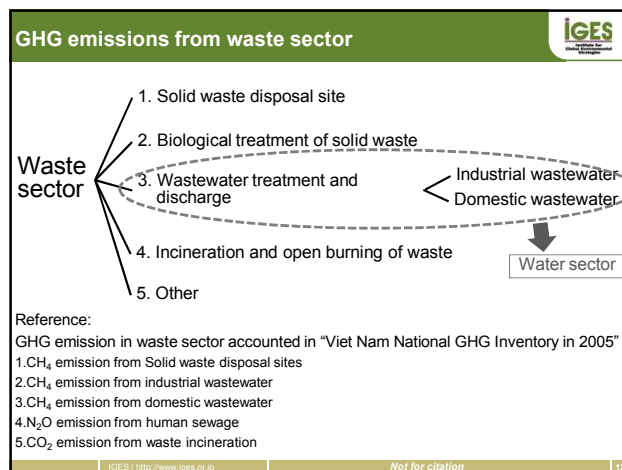 GHG emissions from waste sector
IGES
Institute for
Global Environmental
Strategies
1. Solid waste disposal site
2. Biological treatment of solid waste
Waste
sector
3. Wastewater treatment and
discharge
Industrial wastewater
Domestic wastewater
4. Incineration and open burning of waste
Water sector
5. Other
Reference:
GHG emission in waste sector accounted in “Viet Nam National GHG Inventory in 2005”
1.CH₄ emission from Solid waste disposal sites
2.CH₄ emission from industrial wastewater
3.CH₄ emission from domestic wastewater
4.N₂O emission from human sewage
5.CO₂ emission from waste incineration
IGES | http://www.iges.or.jp
Not for citation